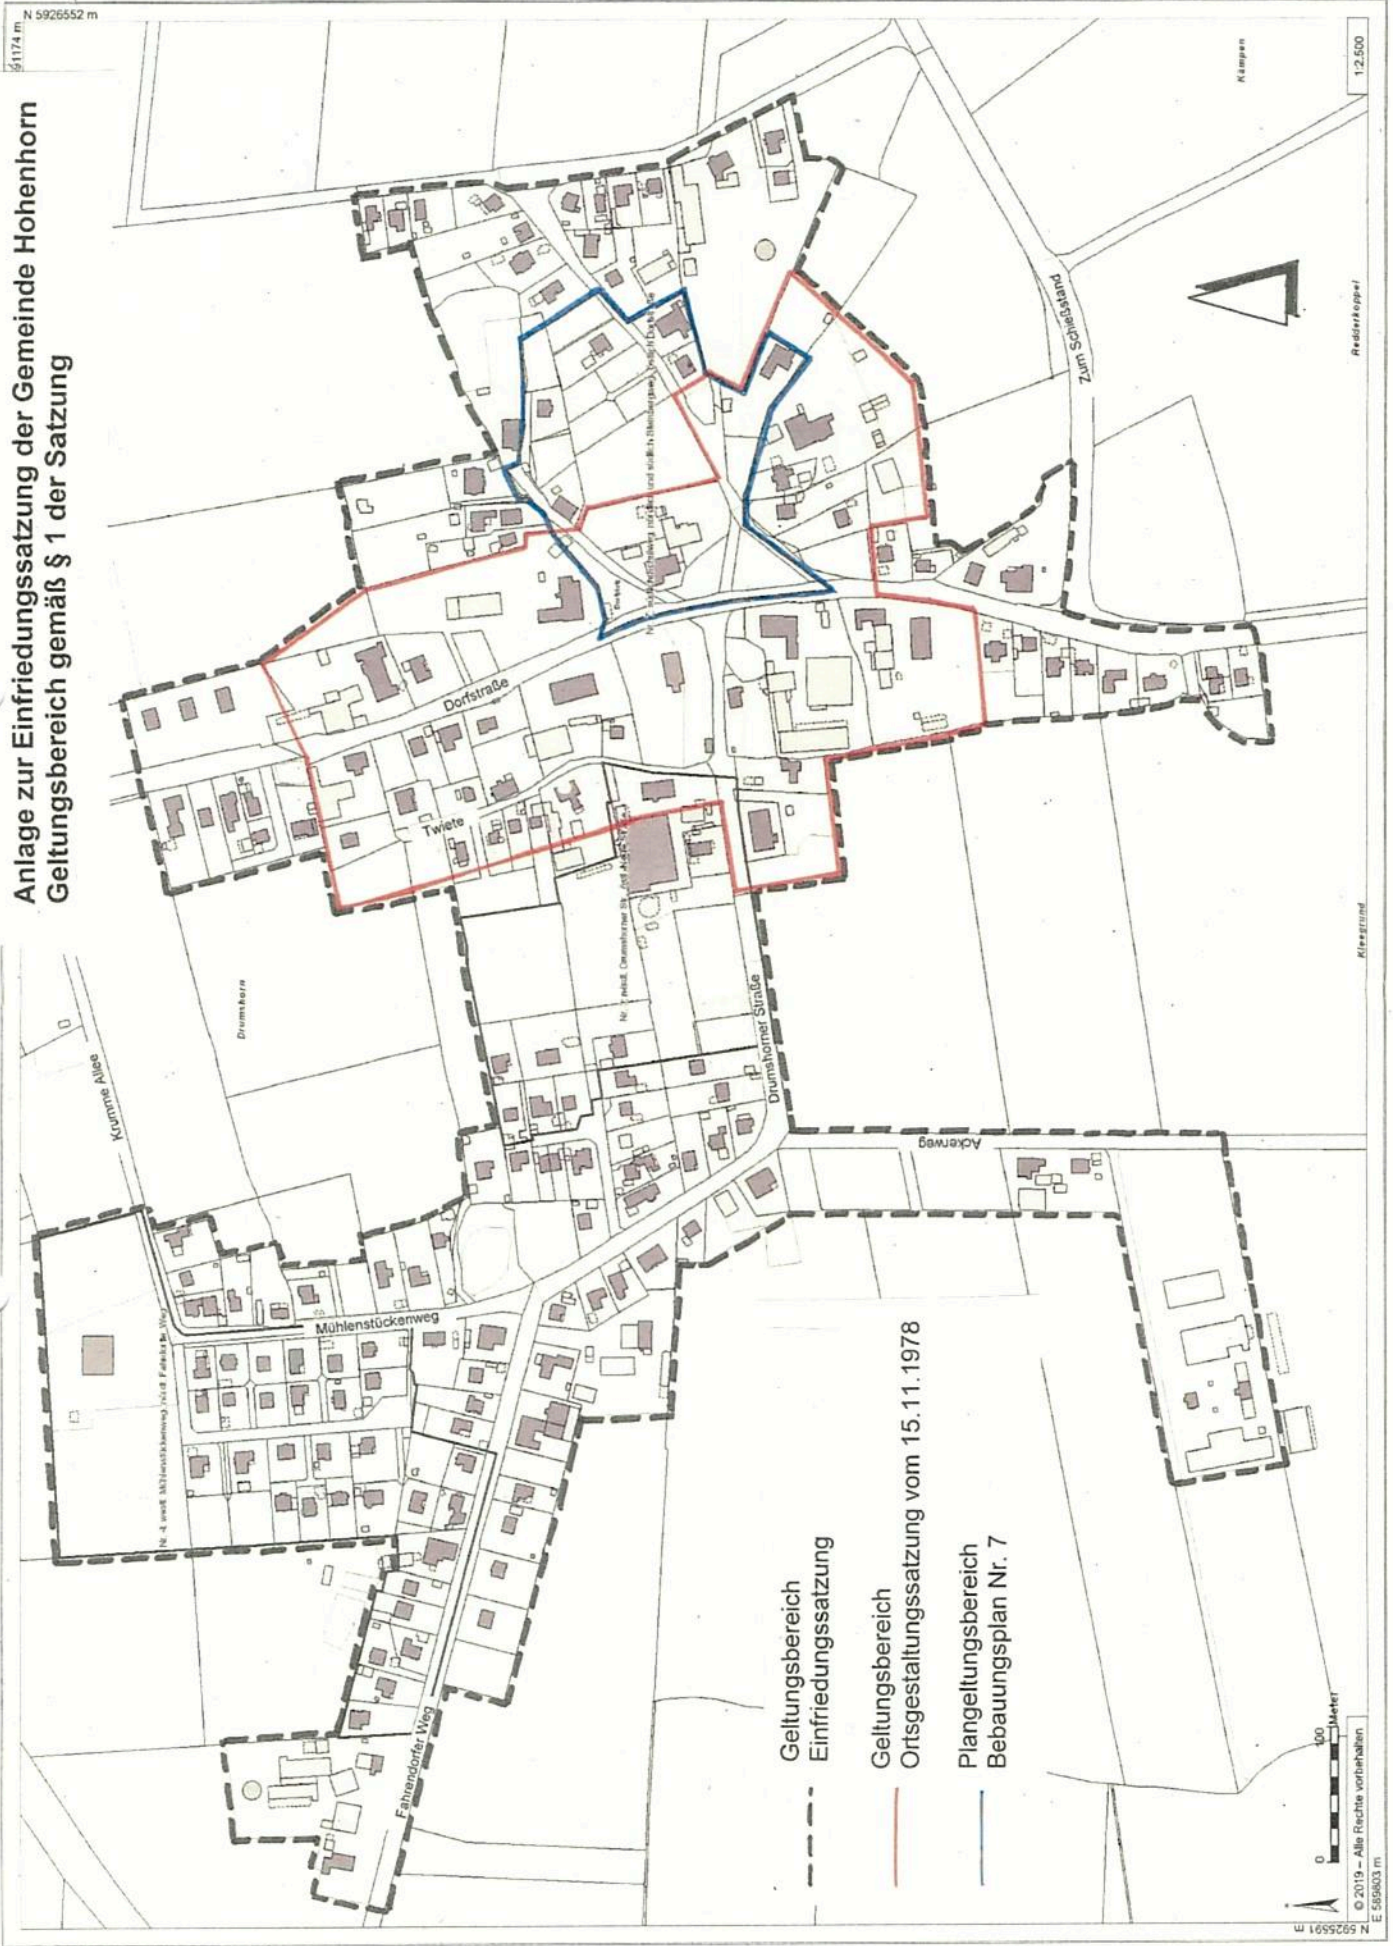 N 5926552 m
Anlage zur Einfriedungssatzung der Gemeinde Hohenhorn
Geltungsbereich gemäß § 1 der Satzung
1:2.500
Kämpen
Krumme Allee
Drumshorn
Dorfstraße
Twiete
Zum Schießstand
Redderkoppel
Mühlenstückenweg
Drumshorner Straße
Ackerweg
Kleegrund
Fahrendorfer Weg
Geltungsbereich
Einfriedungssatzung
Geltungsbereich
Ortsgestaltungssatzung vom 15.11.1978
Plangeltungsbereich
Bebauungsplan Nr. 7
0
100
Meter
© 2019 – Alle Rechte vorbehalten
E 589803 m
N 5925591 m